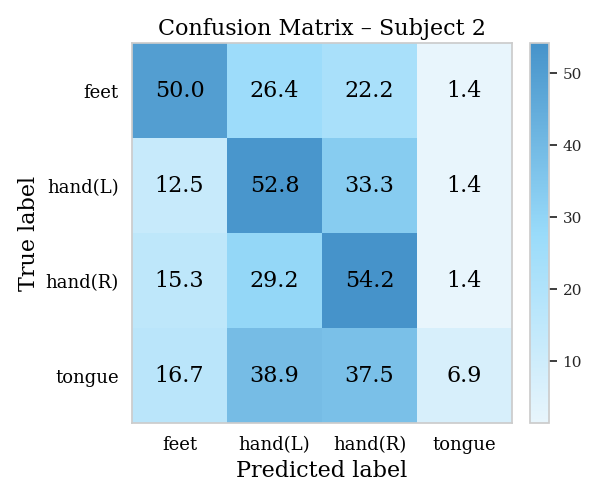 Confusion Matrix – Subject 2
feet 50.0 26.4 22.2 1.4
hand(L) 12.5 52.8 33.3 1.4
hand(R) 15.3 29.2 54.2 1.4
tongue 16.7 38.9 37.5 6.9
feet hand(L) hand(R) tongue
Predicted label
True label
50
40
30
20
10